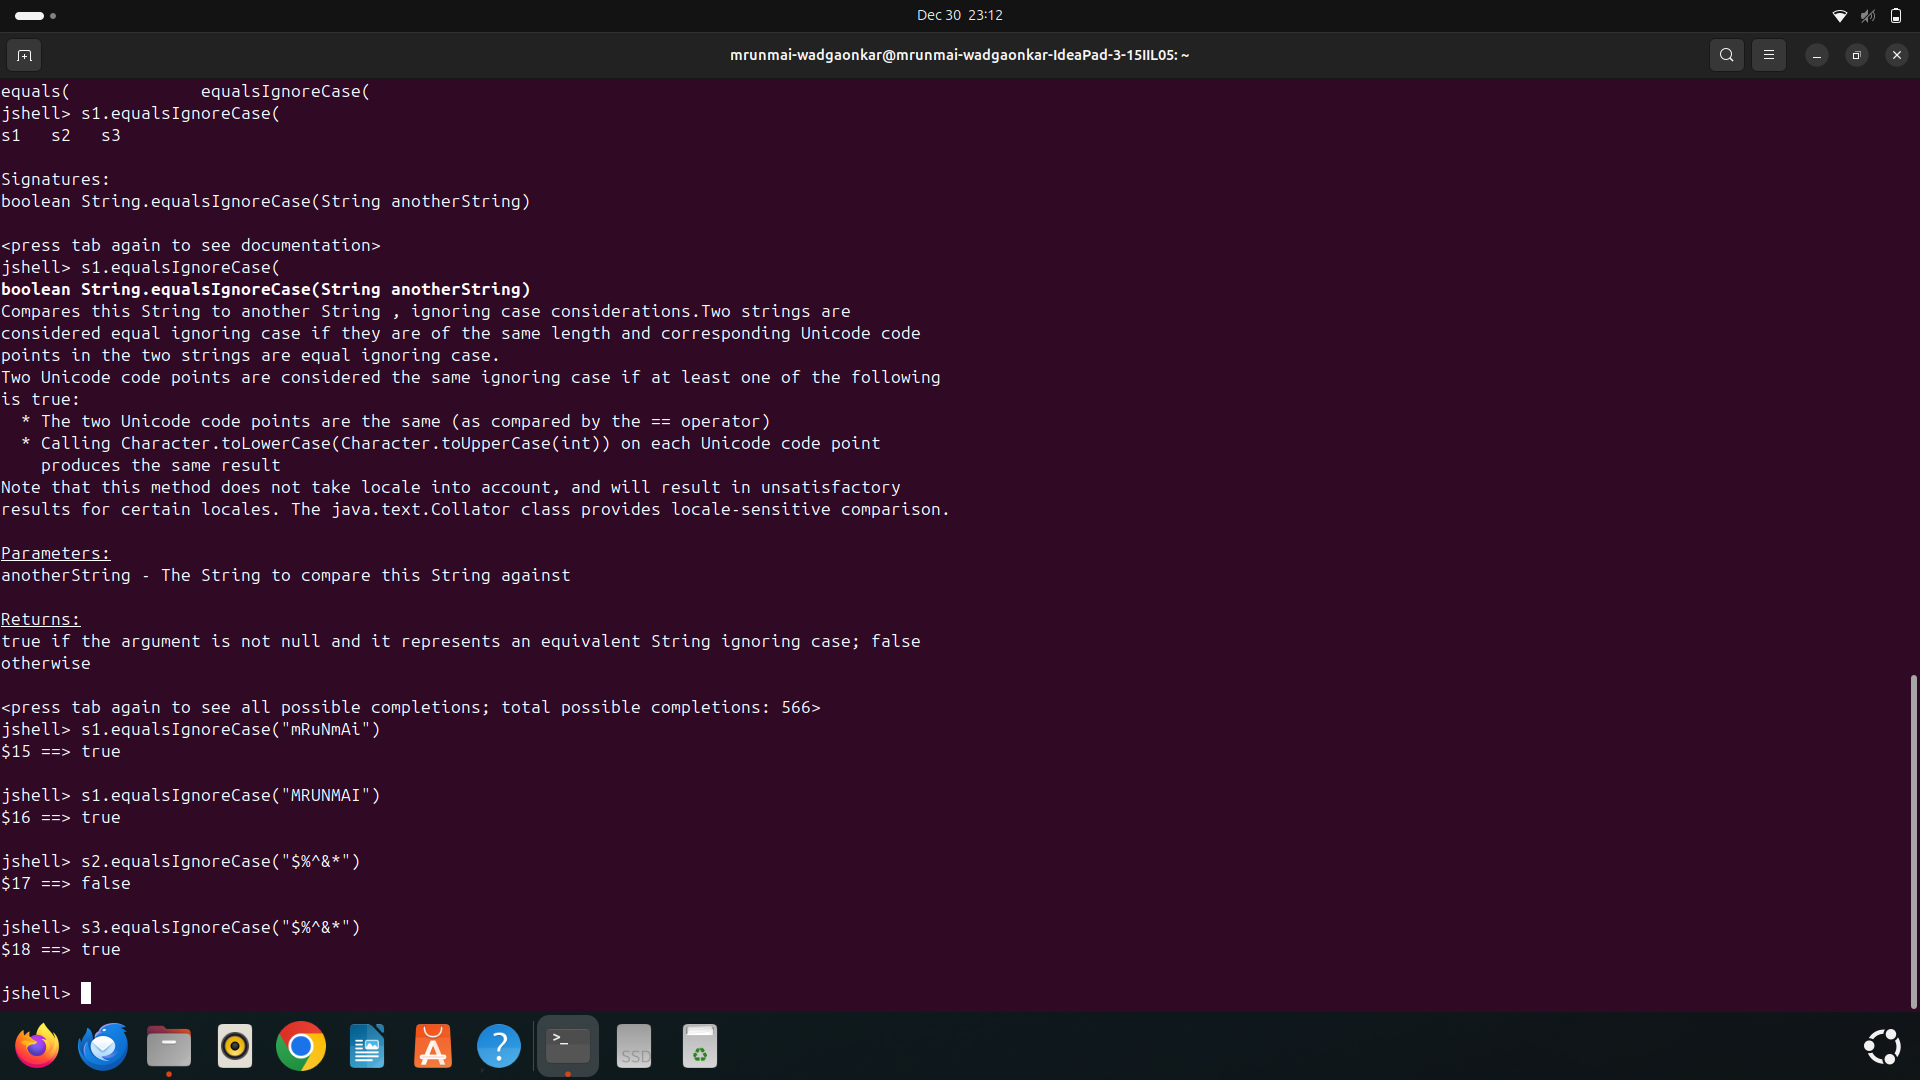 Dec 30 23:12
mrunmai-wadgaonkar@mrunmai-wadgaonkar-IdeaPad-3-15IIL05: ~
equals(             equalsIgnoreCase(
jshell> s1.equalsIgnoreCase(
s1   s2   s3
Signatures:
boolean String.equalsIgnoreCase(String anotherString)
<press tab again to see documentation>
jshell> s1.equalsIgnoreCase(
boolean String.equalsIgnoreCase(String anotherString)
Compares this String to another String , ignoring case considerations.Two strings are
considered equal ignoring case if they are of the same length and corresponding Unicode code
points in the two strings are equal ignoring case.
Two Unicode code points are considered the same ignoring case if at least one of the following
is true:
  * The two Unicode code points are the same (as compared by the == operator)
  * Calling Character.toLowerCase(Character.toUpperCase(int)) on each Unicode code point
    produces the same result
Note that this method does not take locale into account, and will result in unsatisfactory
results for certain locales. The java.text.Collator class provides locale-sensitive comparison.
Parameters:
anotherString - The String to compare this String against
Returns:
true if the argument is not null and it represents an equivalent String ignoring case; false
otherwise
<press tab again to see all possible completions; total possible completions: 566>
jshell> s1.equalsIgnoreCase("mRuNmAi")
$15 ==> true
jshell> s1.equalsIgnoreCase("MRUNMAI")
$16 ==> true
jshell> s2.equalsIgnoreCase("$%^&*")
$17 ==> false
jshell> s3.equalsIgnoreCase("$%^&*")
$18 ==> true
jshell>
SSD